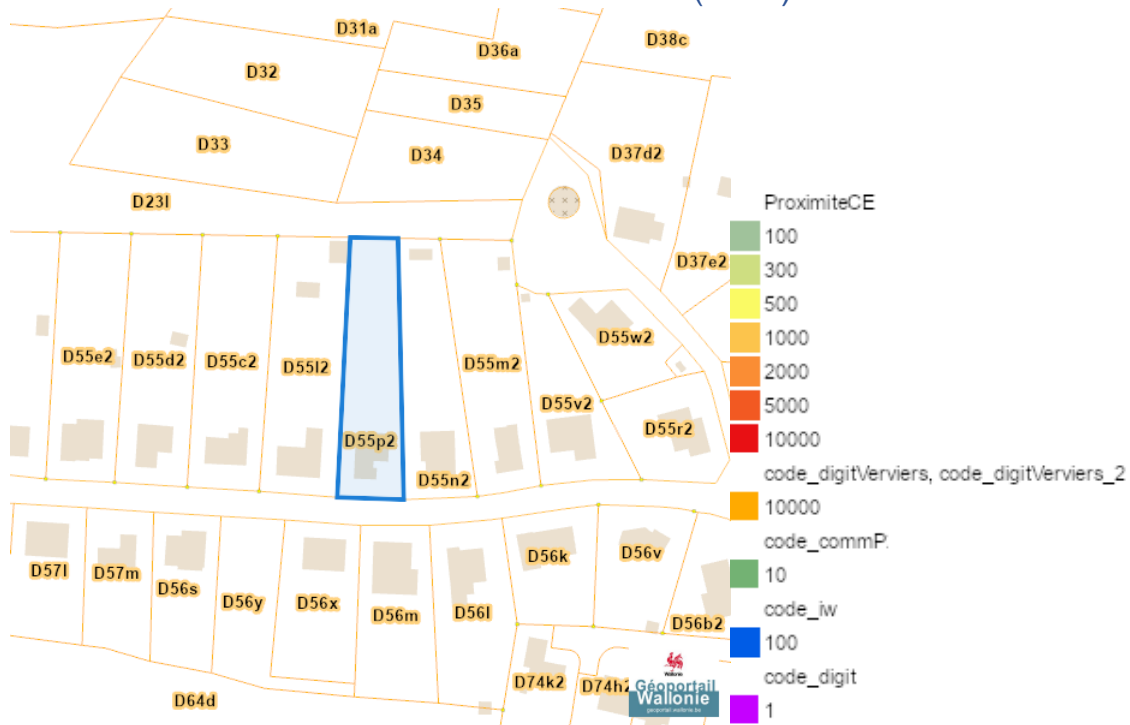 D31a
D36a
D38c
D32
D35
D33
D34
D37d2
D23l
D37e2
D55e2
D55d2
D55c2
D55l2
D55m2
D55w2
D55v2
D55p2
D55r2
D55n2
D57l
D57m
D56s
D56y
D56x
D56m
D56l
D56k
D56v
D56b2
D64d
D74k2
D74h2
Wallonie
Géoportail
Wallonie
geoportail.wallonie.be
ProximiteCE
100
300
500
1000
2000
5000
10000
code_digitVerviers, code_digitVerviers_2
10000
code_commP.
10
code_iw
100
code_digit
1